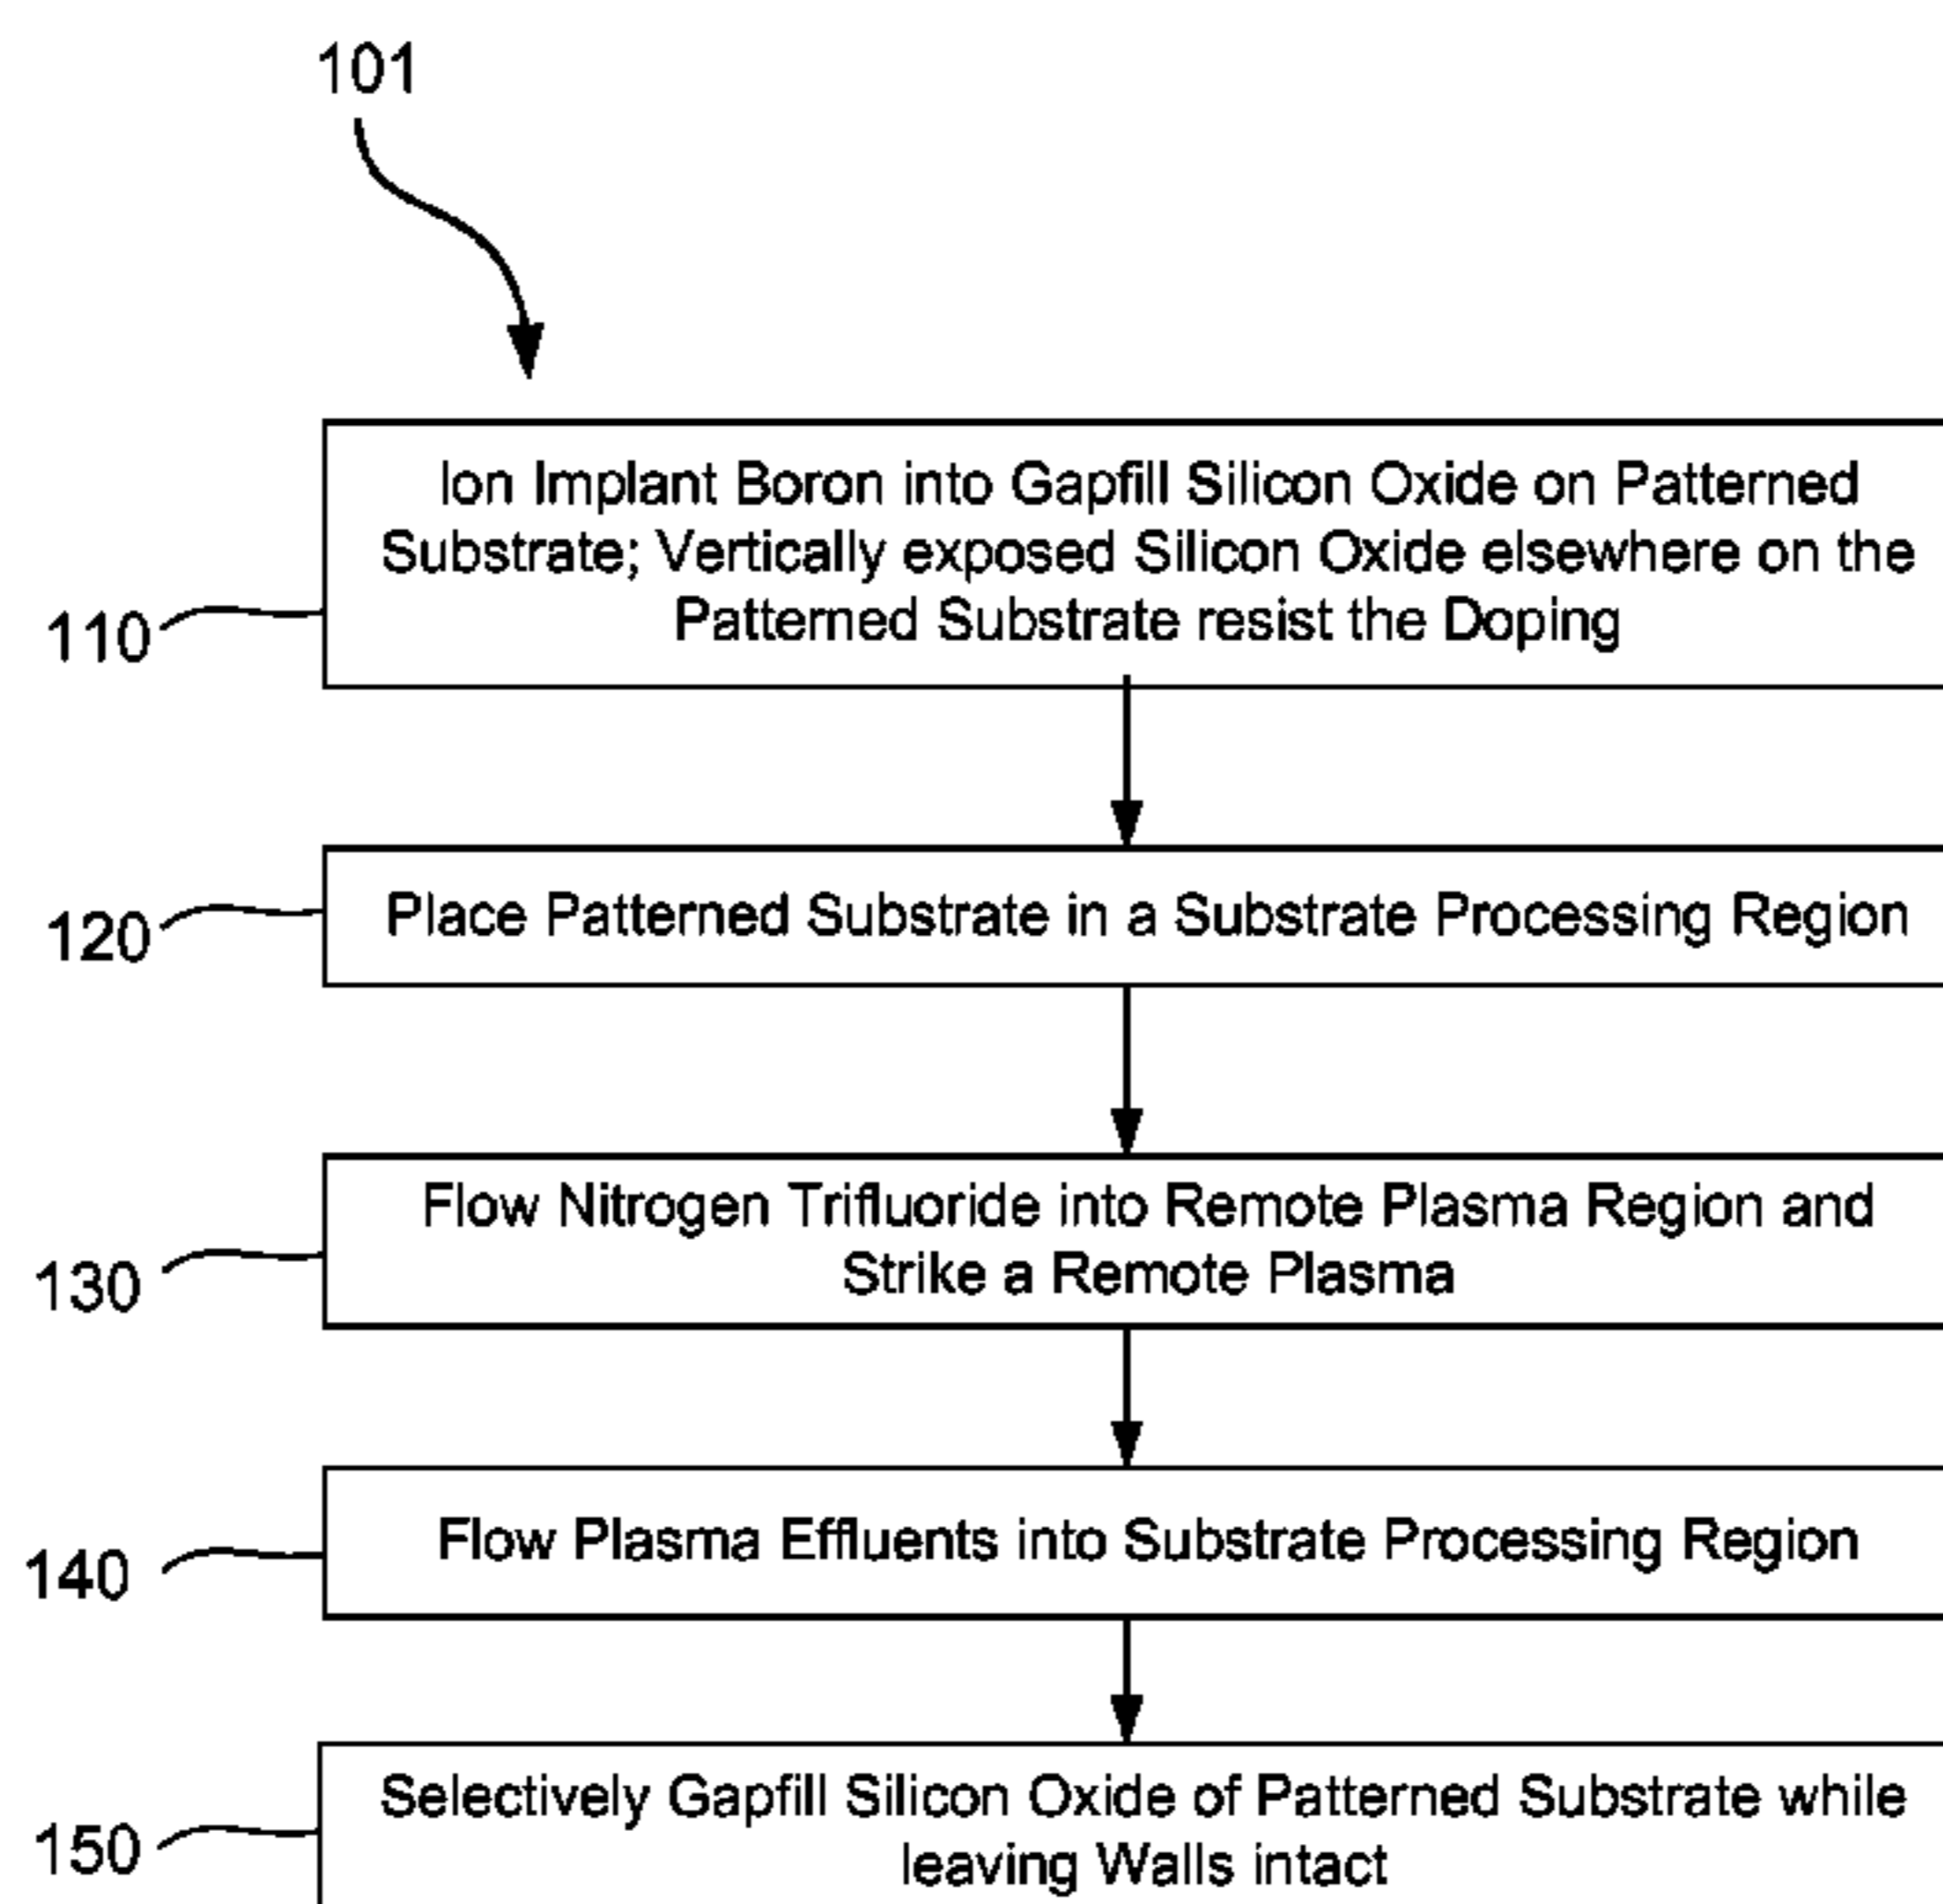 101
Ion Implant Boron into Gapfill Silicon Oxide on Patterned
Substrate; Vertically exposed Silicon Oxide elsewhere on the
Patterned Substrate resist the Doping
110
Place Patterned Substrate in a Substrate Processing Region
120
Flow Nitrogen Trifluoride into Remote Plasma Region and
Strike a Remote Plasma
130
Flow Plasma Effluents into Substrate Processing Region
140
Selectively Gapfill Silicon Oxide of Patterned Substrate while
leaving Walls intact
150